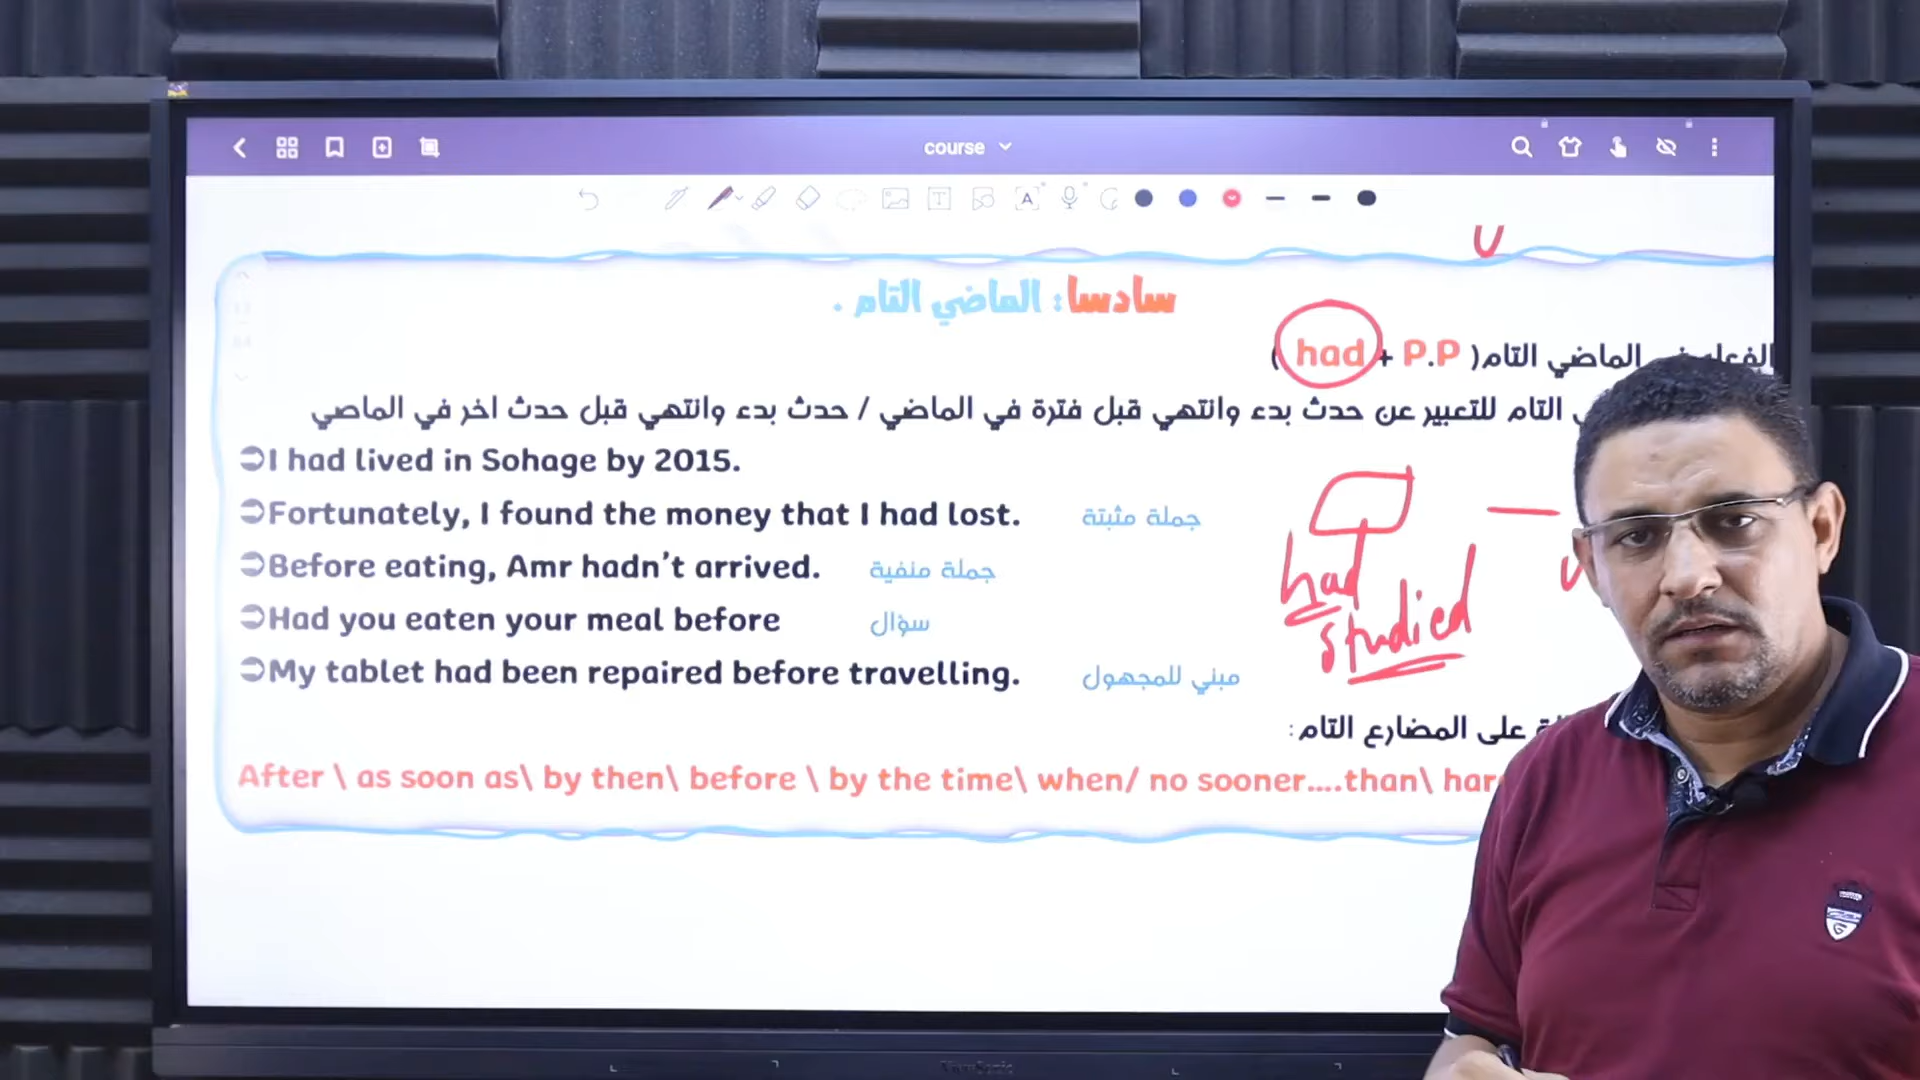 course
سادسا: الماضي التام .
الماضي التام( had + P.P )
التام للتعبير عن حدث بدء وانتهي قبل فترة في الماضي / حدث بدء وانتهي قبل حدث اخر في الماصي
I had lived in Sohage by 2015.
Fortunately, I found the money that I had lost. جملة مثبتة
Before eating, Amr hadn't arrived. جملة منفية
Had you eaten your meal before سؤال
My tablet had been repaired before travelling. مبني للمجهول
had
studied
على المضارع التام:
After \ as soon as\ by then\ before \ by the time\ when/ no sooner....than\
ViewSonic